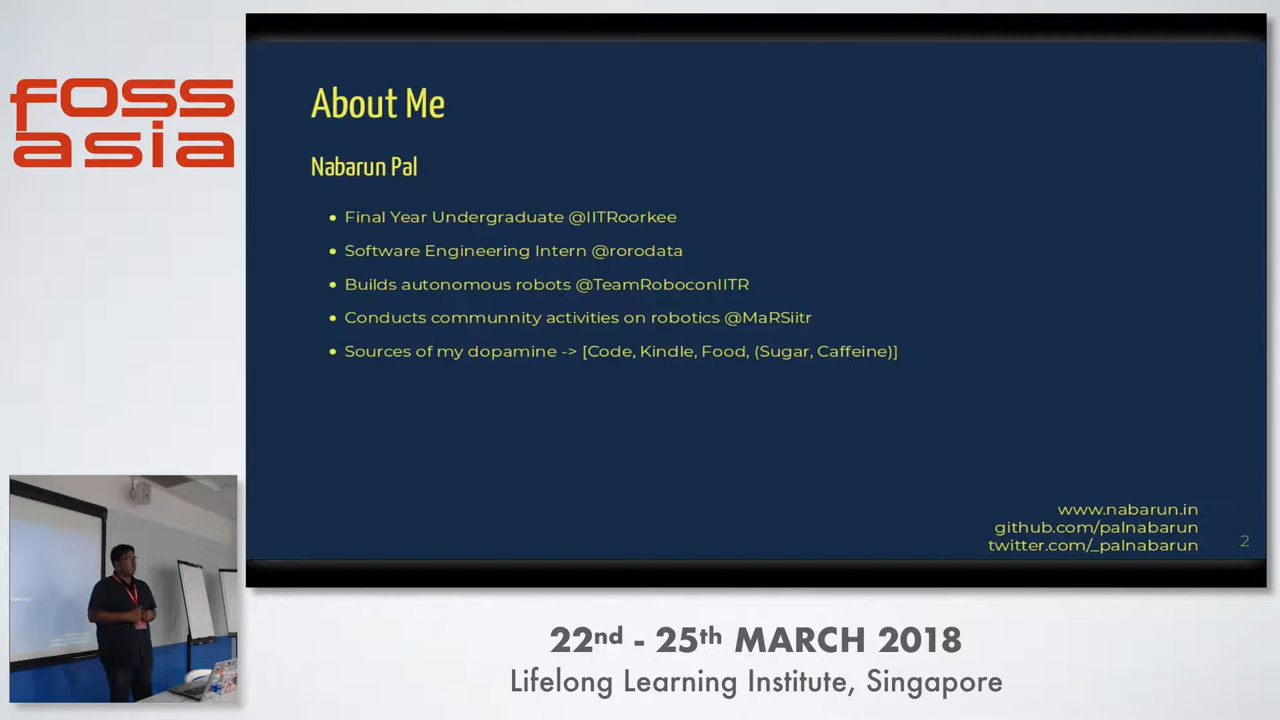 foss
asia
About Me
Nabarun Pal
• Final Year Undergraduate @IITRoorkee
• Software Engineering Intern @rorodata
• Builds autonomous robots @TeamRoboconIITR
• Conducts communnity activities on robotics @MaRSiitr
• Sources of my dopamine -> [Code, Kindle, Food, (Sugar, Caffeine)]
www.nabarun.in
github.com/palnabarun
twitter.com/_palnabarun
2
22nd - 25th MARCH 2018
Lifelong Learning Institute, Singapore